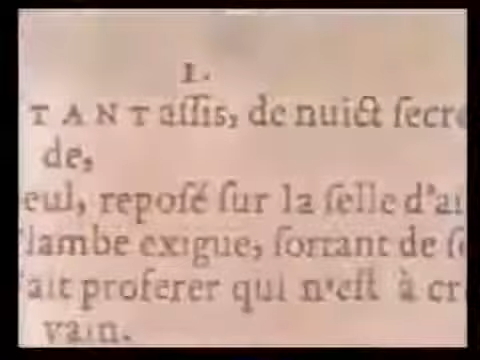 I.
TANT assis, de nuict secre
de,
eul, reposé sur la selle d'ai
lambe exigue, sortant de s
ait proferer qui n'est à cr
vain.